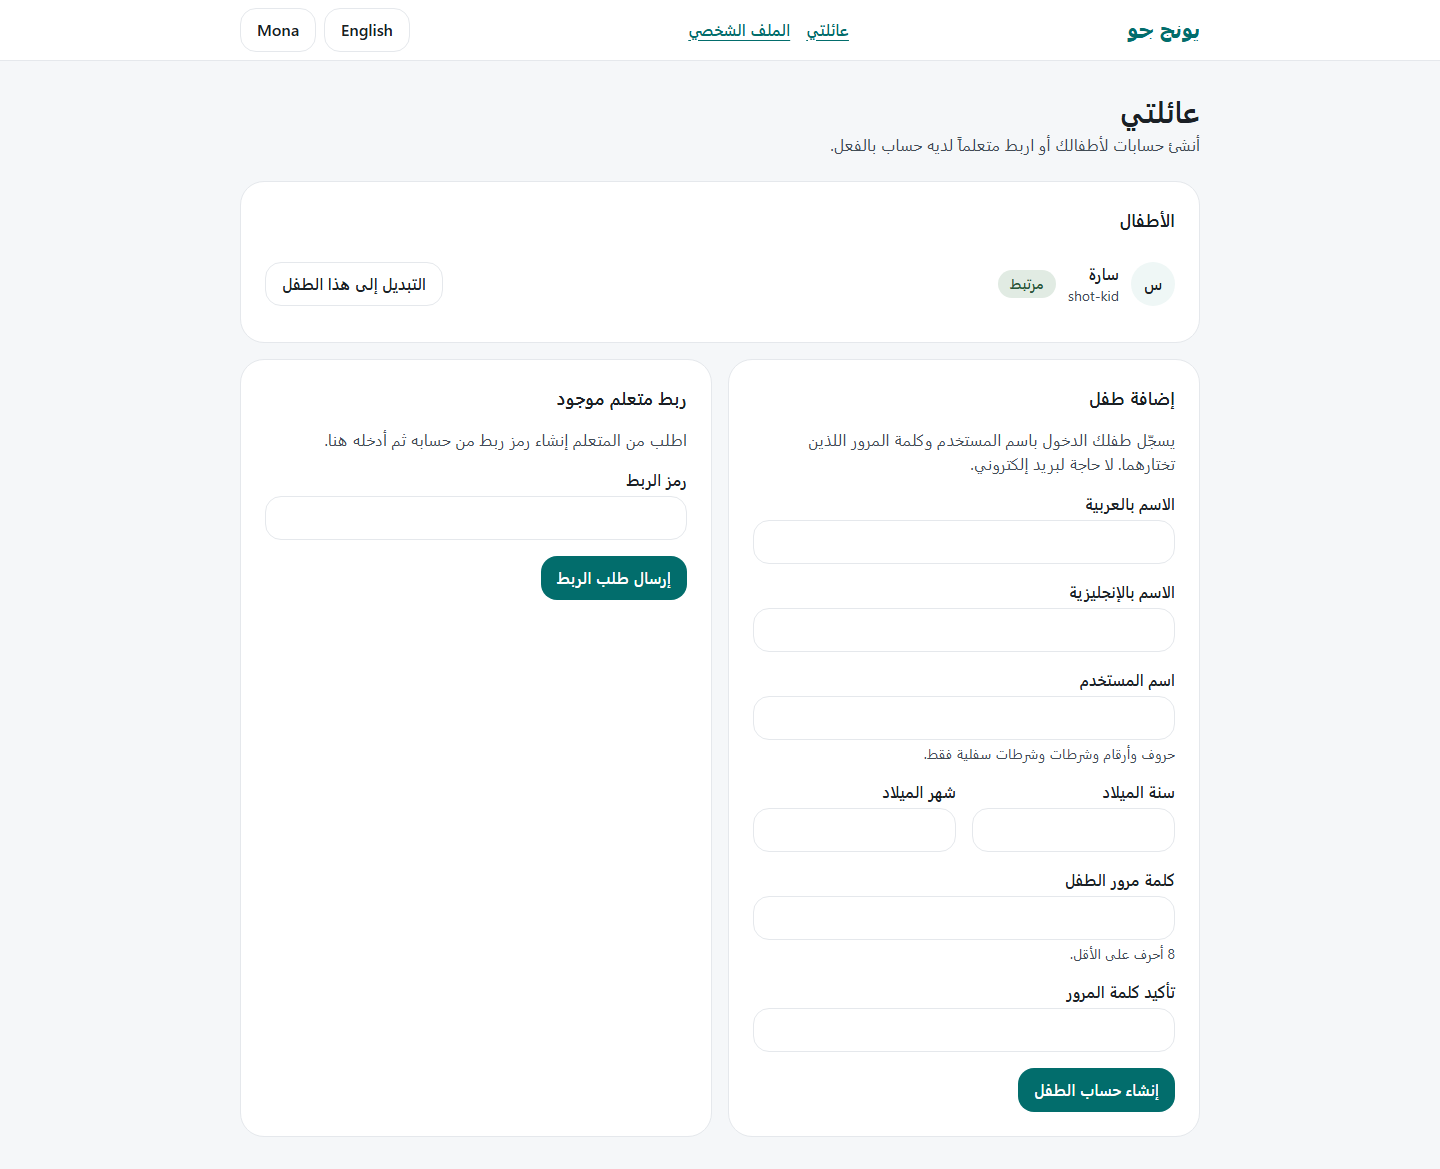 يونج جو
عائلتي
الملف الشخصي
English
Mona
عائلتي
أنشئ حسابات لأطفالك أو اربط متعلماً لديه حساب بالفعل.
الأطفال
س
سارة
shot-kid
مرتبط
التبديل إلى هذا الطفل
إضافة طفل
يسجّل طفلك الدخول باسم المستخدم وكلمة المرور اللذين
تختارهما. لا حاجة لبريد إلكتروني.
الاسم بالعربية
الاسم بالإنجليزية
اسم المستخدم
حروف وأرقام وشرطات وشرطات سفلية فقط.
سنة الميلاد
شهر الميلاد
كلمة مرور الطفل
8 أحرف على الأقل.
تأكيد كلمة المرور
إنشاء حساب الطفل
ربط متعلم موجود
اطلب من المتعلم إنشاء رمز ربط من حسابه ثم أدخله هنا.
رمز الربط
إرسال طلب الربط